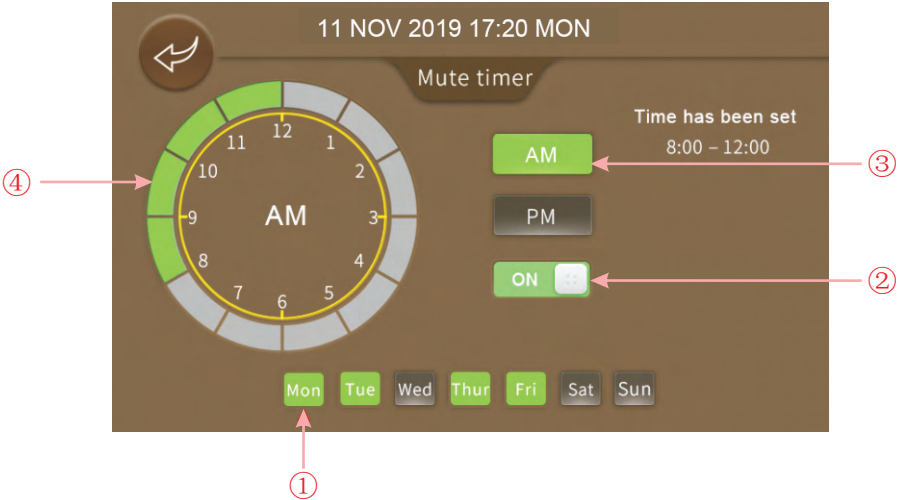 11 NOV 2019 17:20 MON
Mute timer
Time has been set
8:00 – 12:00
AM
③
PM
ON
②
④
12
1
2
3
4
5
6
7
8
9
10
11
AM
Mon Tue Wed Thur Fri Sat Sun
①